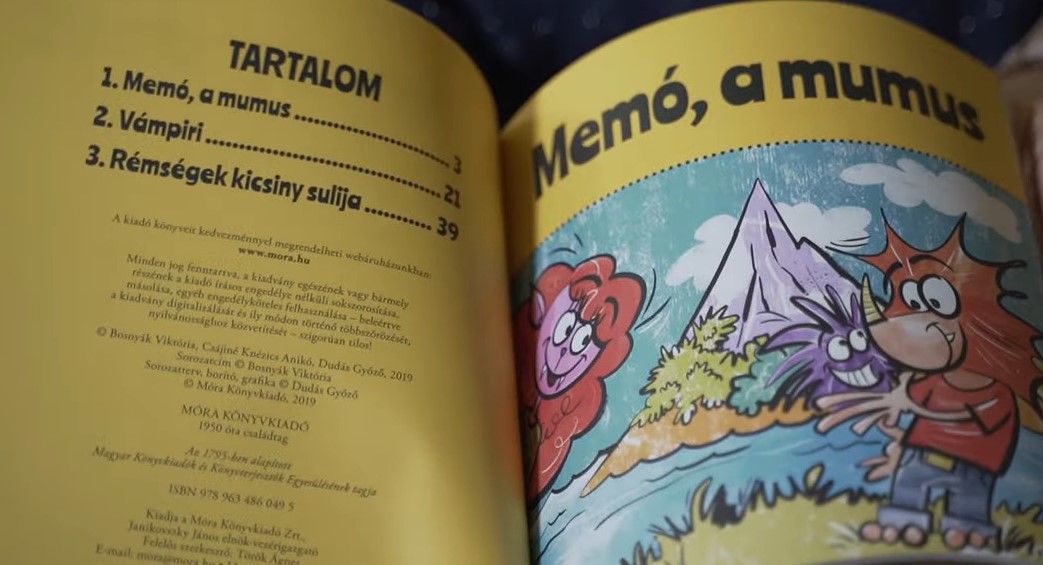 TARTALOM
1. Memó, a mumus .......................... 3
2. Vámpiri ........................................ 21
3. Rémségek kicsiny sulija ........... 39
A kiadó könyveit kedvezménnyel megrendelheti webáruházunkban:
www.mora.hu
Minden jog fenntartva, a kiadvány egészének vagy bármely
részének a kiadó írásos engedélye nélküli sokszorosítása,
másolása, egyéb engedélyköteles felhasználása – beleértve
a kiadvány digitalizálását és ily módon történő többszörözését,
nyilvánossághoz közvetítését – szigorúan tilos!
© Bosnyák Viktória, Csájiné Knézics Anikó, Dudás Győző, 2019
Sorozatcím © Bosnyák Viktória
Sorozatterv, borító, grafika © Dudás Győző
© Móra Könyvkiadó, 2019
MÓRA KÖNYVKIADÓ
1950 óta családtag
Az 1795-ben alapított
Magyar Könyvkiadók és Könyvterjesztők Egyesülésének tagja
ISBN 978 963 486 049 5
Kiadja a Móra Könyvkiadó Zrt.,
Janikovszky János elnök-vezérigazgató
Felelős szerkesztő: Török Ágnes
E-mail: mora@mora.hu •
Memó, a mumus